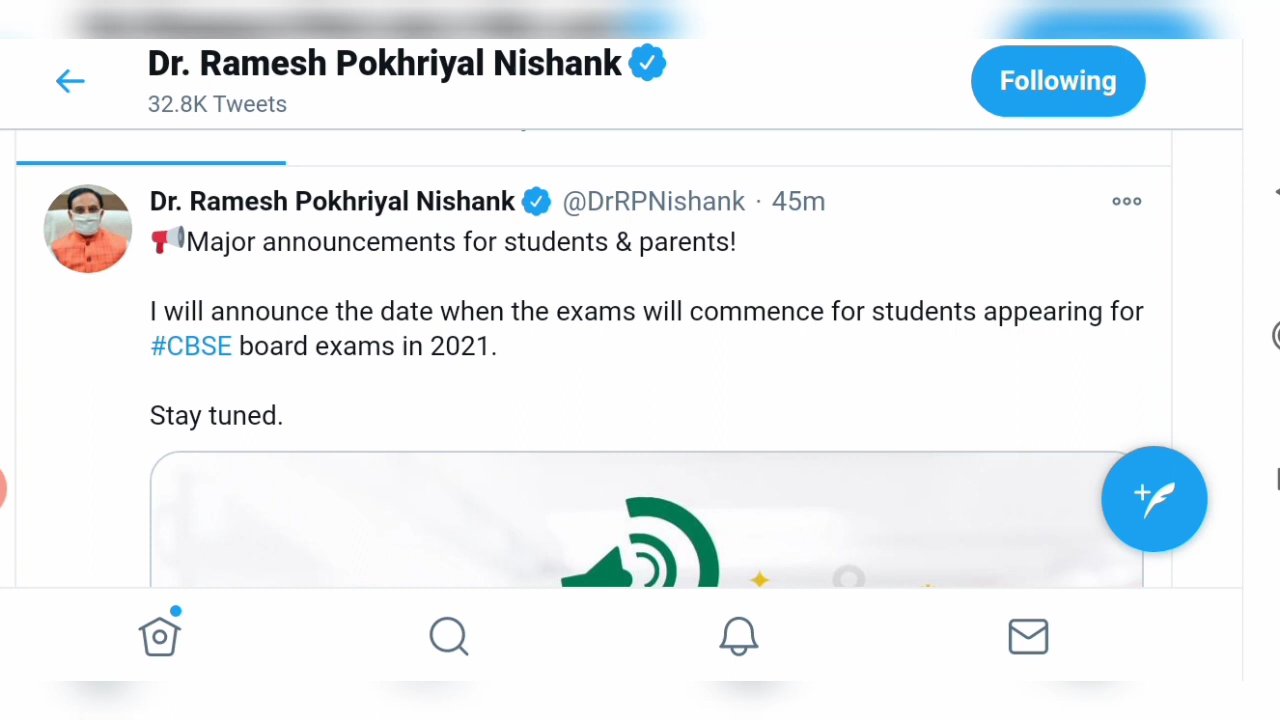 Dr. Ramesh Pokhriyal Nishank
32.8K Tweets
Following
Dr. Ramesh Pokhriyal Nishank @DrRPNishank · 45m
📢Major announcements for students & parents!
I will announce the date when the exams will commence for students appearing for
#CBSE board exams in 2021.
Stay tuned.